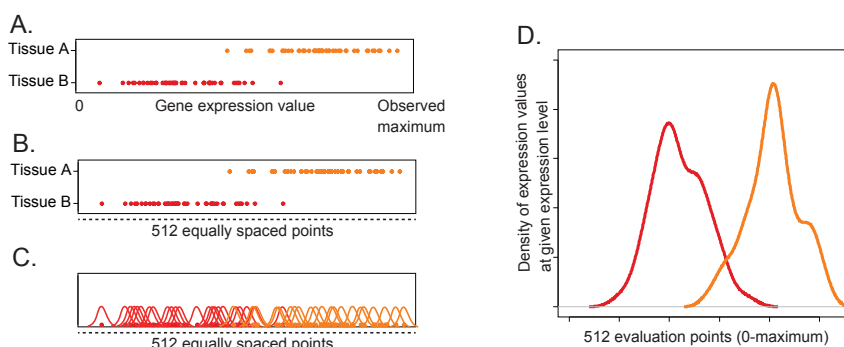 A.
Tissue A
Tissue B
0 Gene expression value Observed
maximum
B.
Tissue A
Tissue B
512 equally spaced points
C.
512 equally spaced points
D.
Density of expression values
at given expression level
512 evaluation points (0-maximum)